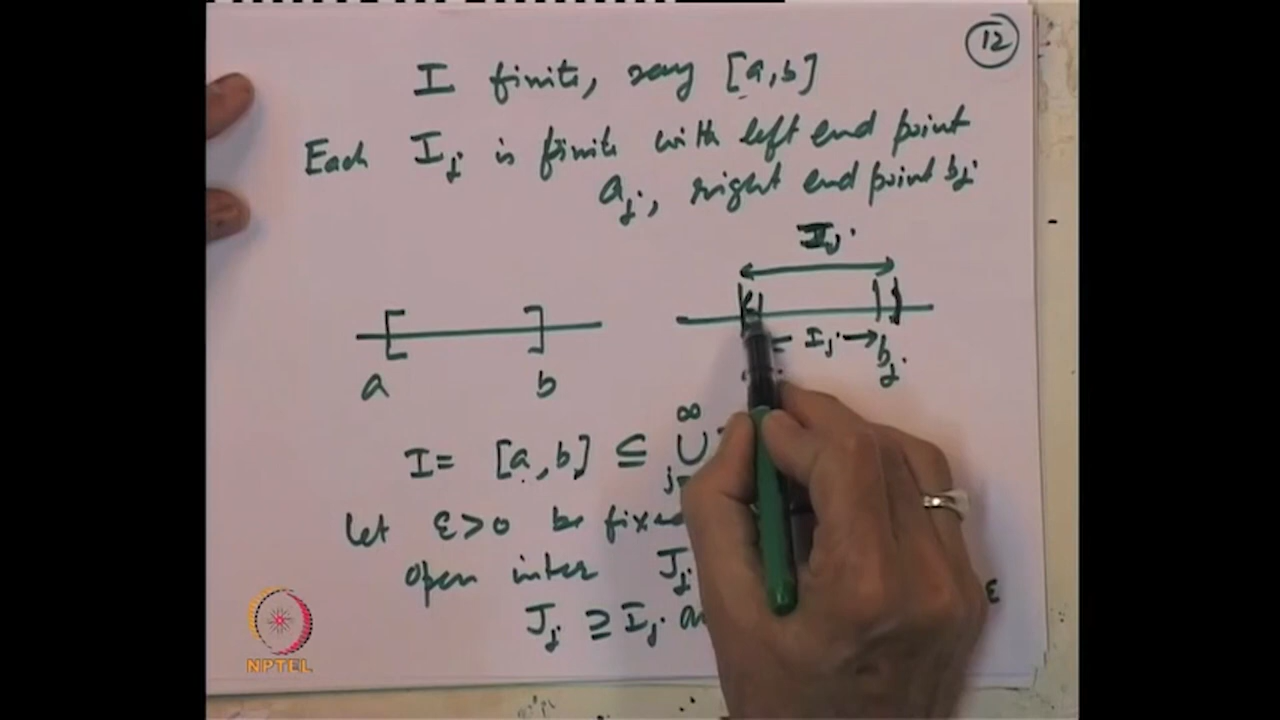 12
I finite, say [a,b]
Each I_j is finite with left end point
a_j, right end point b_j
I_j
I_j
b_j
a b
I = [a,b] ⊆ ∞ ∪ j=
Let ε>0 be fixed
open inter J_j
J_j ⊇ I_j ε
NPTEL